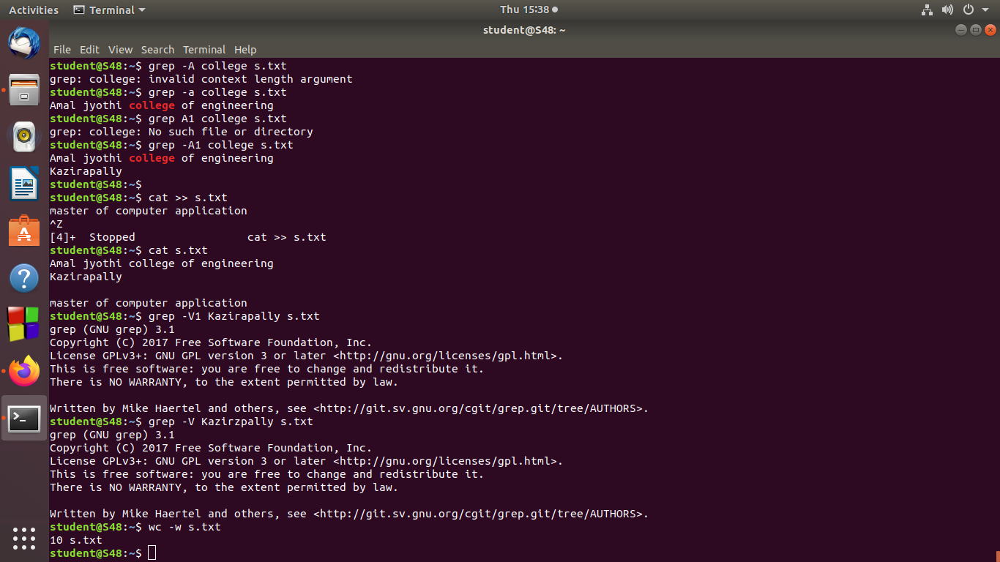 Activities Terminal Thu 15:38
student@S48: ~
File Edit View Search Terminal Help
student@S48:~$ grep -A college s.txt
grep: college: invalid context length argument
student@S48:~$ grep -a college s.txt
Amal jyothi college of engineering
student@S48:~$ grep A1 college s.txt
grep: college: No such file or directory
student@S48:~$ grep -A1 college s.txt
Amal jyothi college of engineering
Kazirapally
student@S48:~$
student@S48:~$ cat >> s.txt
master of computer application
^Z
[4]+  Stopped                 cat >> s.txt
student@S48:~$ cat s.txt
Amal jyothi college of engineering
Kazirapally

master of computer application
student@S48:~$ grep -V1 Kazirapally s.txt
grep (GNU grep) 3.1
Copyright (C) 2017 Free Software Foundation, Inc.
License GPLv3+: GNU GPL version 3 or later <http://gnu.org/licenses/gpl.html>.
This is free software: you are free to change and redistribute it.
There is NO WARRANTY, to the extent permitted by law.

Written by Mike Haertel and others, see <http://git.sv.gnu.org/cgit/grep.git/tree/AUTHORS>.
student@S48:~$ grep -V Kazirzpally s.txt
grep (GNU grep) 3.1
Copyright (C) 2017 Free Software Foundation, Inc.
License GPLv3+: GNU GPL version 3 or later <http://gnu.org/licenses/gpl.html>.
This is free software: you are free to change and redistribute it.
There is NO WARRANTY, to the extent permitted by law.

Written by Mike Haertel and others, see <http://git.sv.gnu.org/cgit/grep.git/tree/AUTHORS>.
student@S48:~$ wc -w s.txt
10 s.txt
student@S48:~$